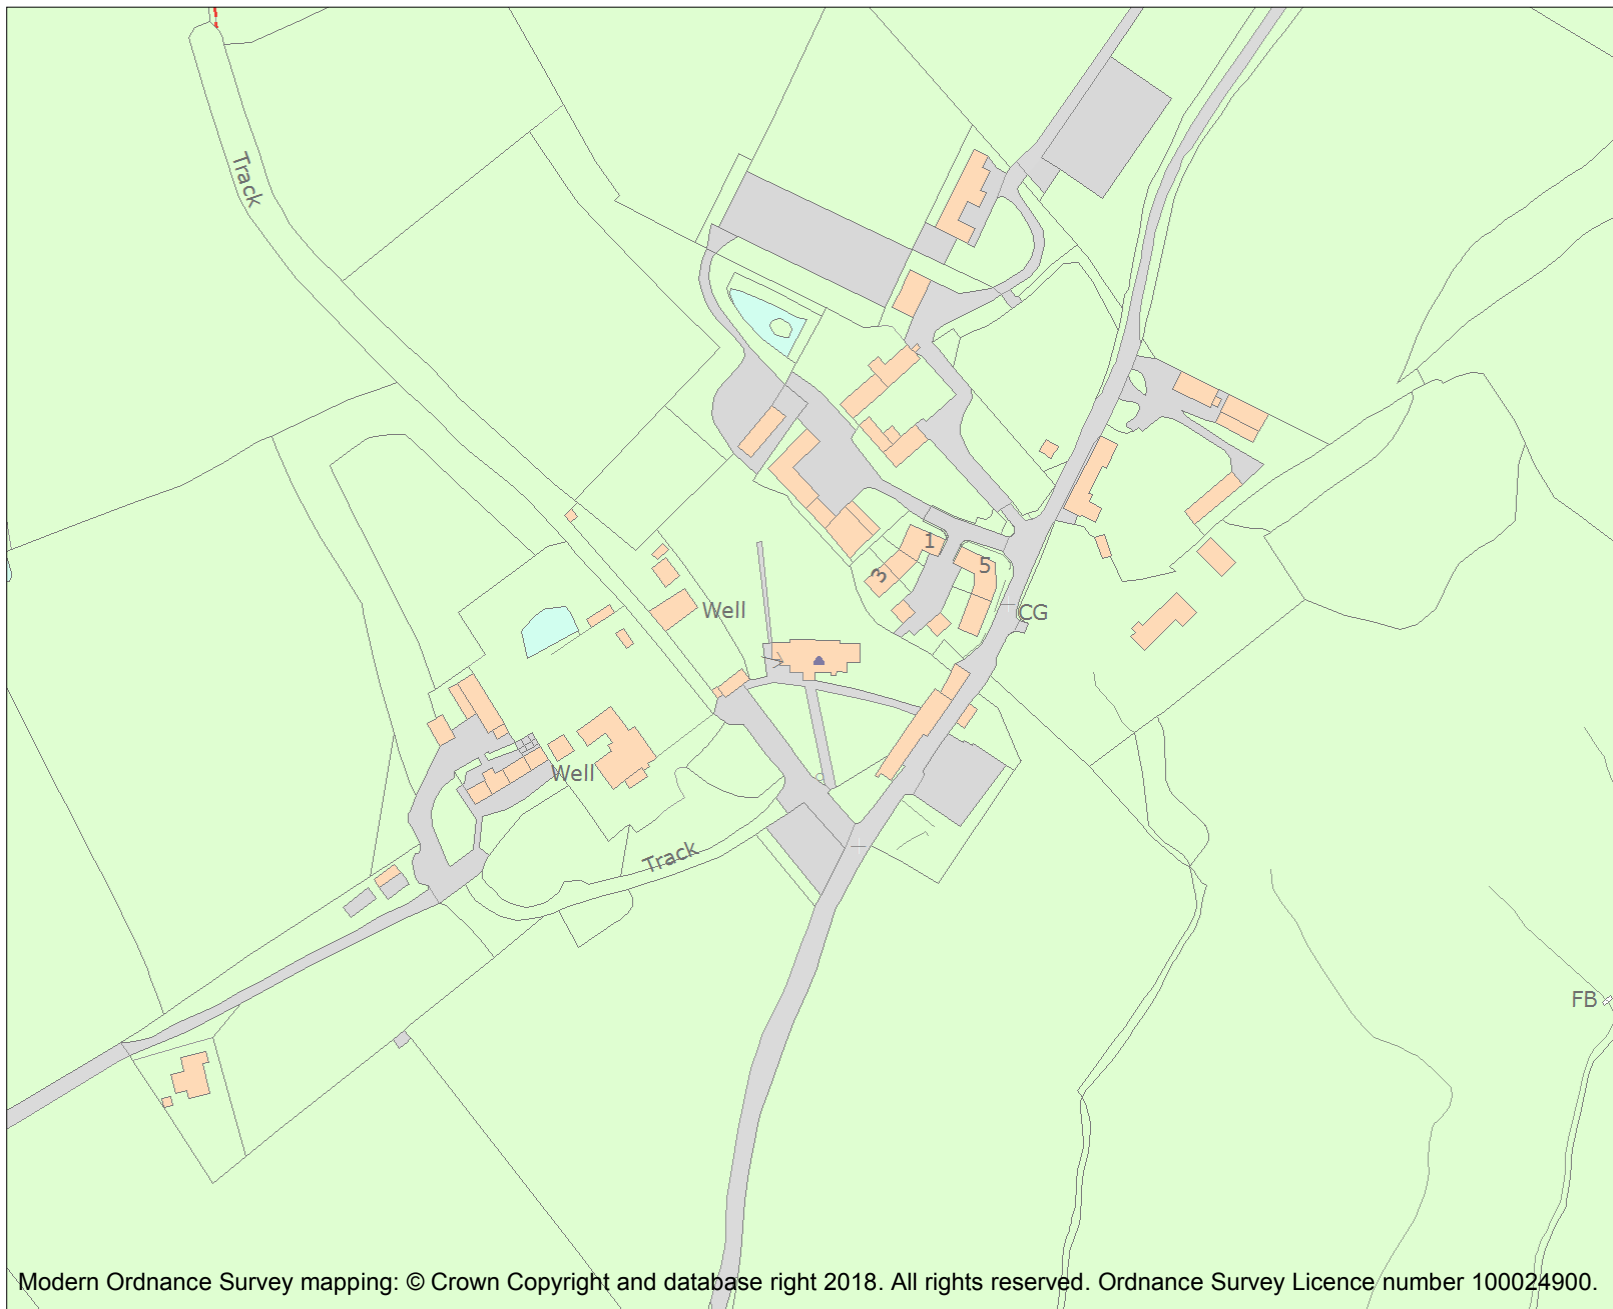 Track
1
5
3
Well
CG
Well
Track
FB
Modern Ordnance Survey mapping: © Crown Copyright and database right 2018. All rights reserved. Ordnance Survey Licence number 100024900.